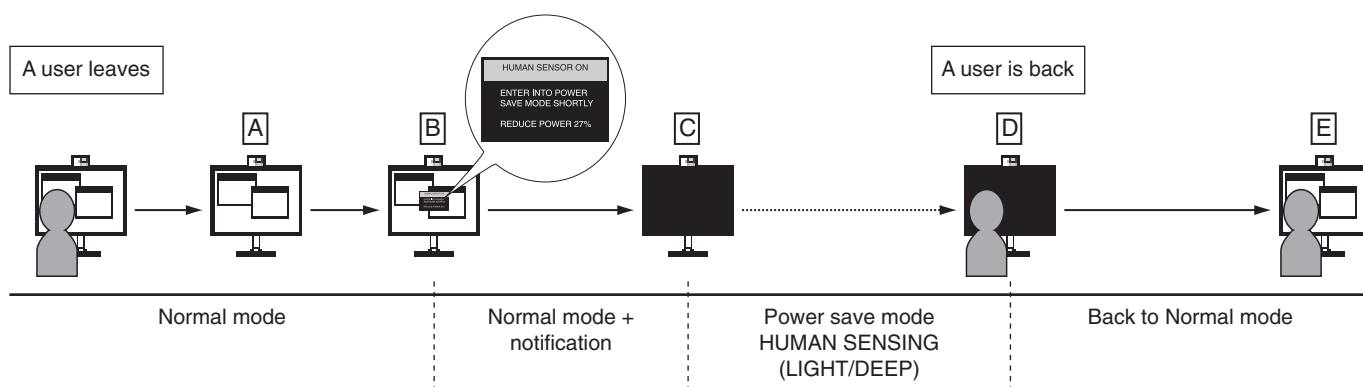 A user leaves
HUMAN SENSOR ON
ENTER INTO POWER
SAVE MODE SHORTLY
REDUCE POWER 27%
A user is back
A
B
C
D
E
Normal mode
Normal mode +
notification
Power save mode
HUMAN SENSING
(LIGHT/DEEP)
Back to Normal mode